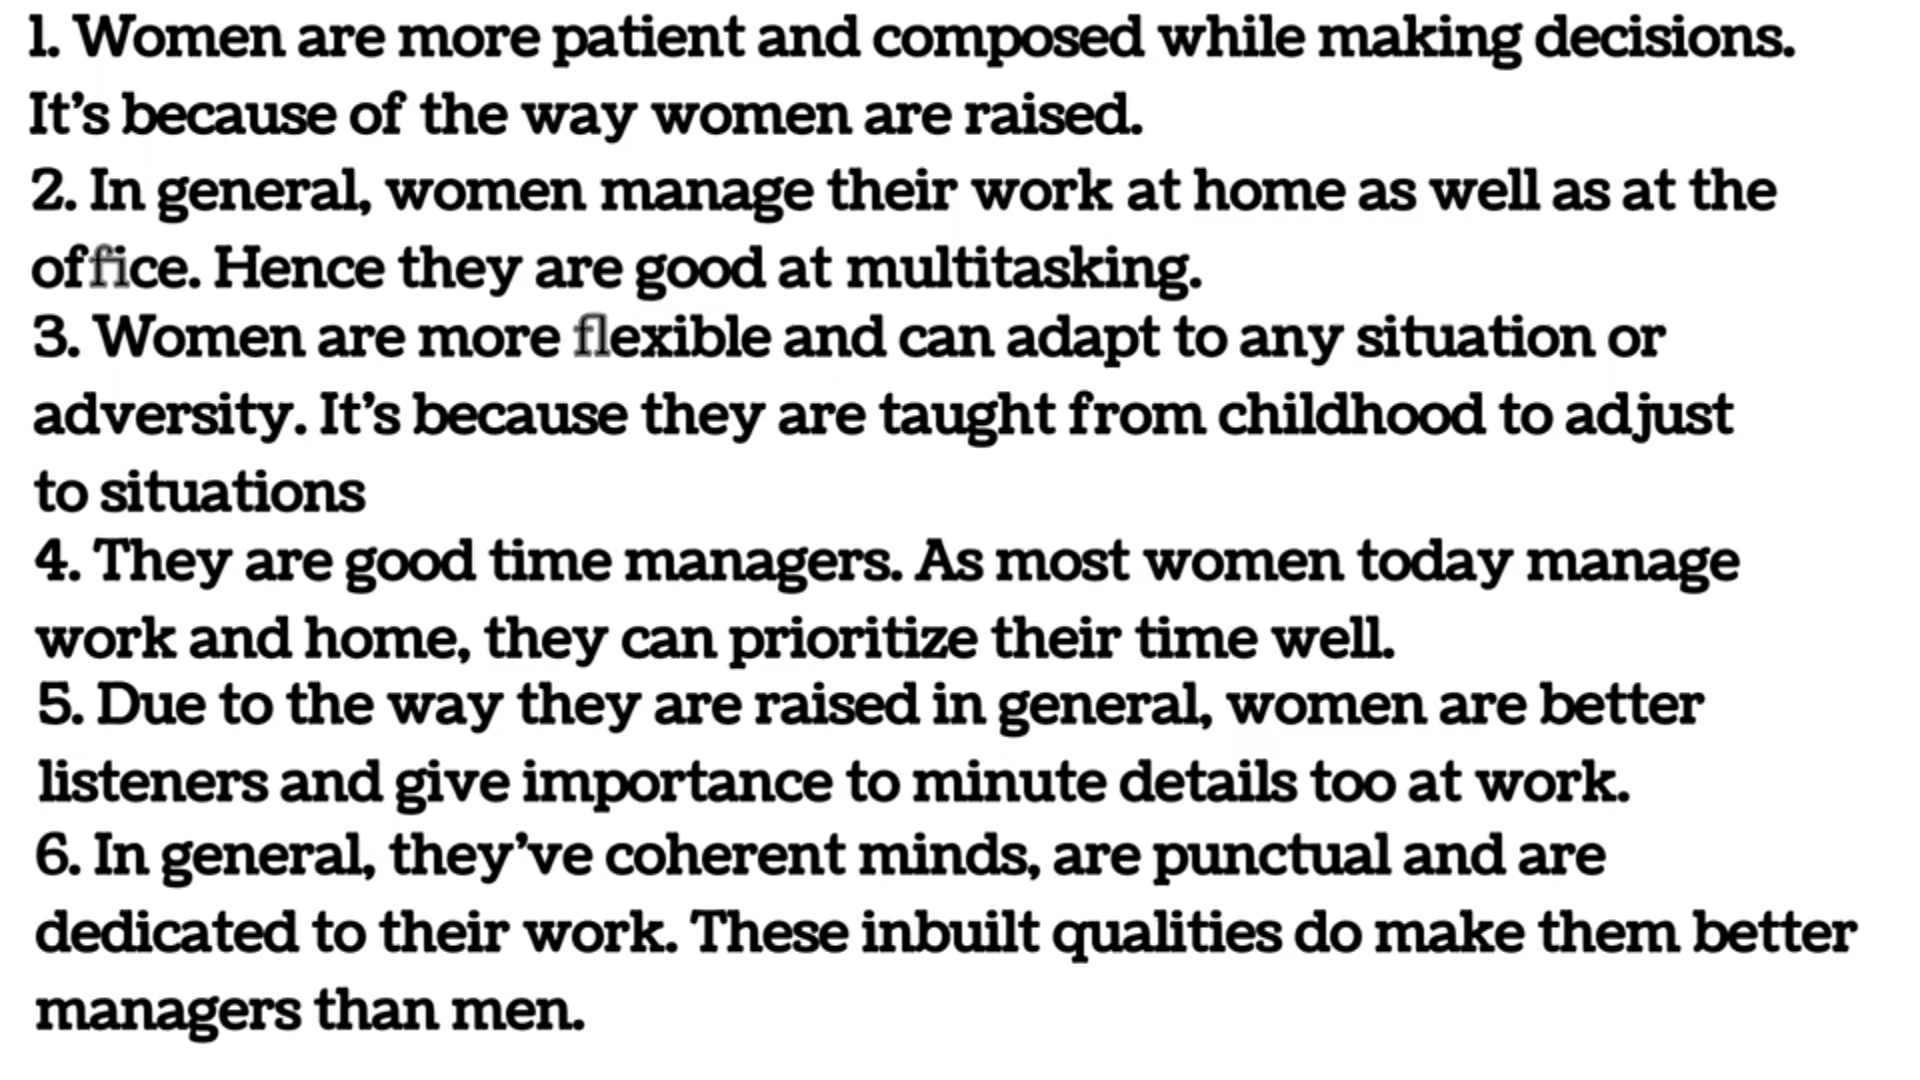 1. Women are more patient and composed while making decisions.
It’s because of the way women are raised.
2. In general, women manage their work at home as well as at the
office. Hence they are good at multitasking.
3. Women are more flexible and can adapt to any situation or
adversity. It’s because they are taught from childhood to adjust
to situations
4. They are good time managers. As most women today manage
work and home, they can prioritize their time well.
5. Due to the way they are raised in general, women are better
listeners and give importance to minute details too at work.
6. In general, they’ve coherent minds, are punctual and are
dedicated to their work. These inbuilt qualities do make them better
managers than men.